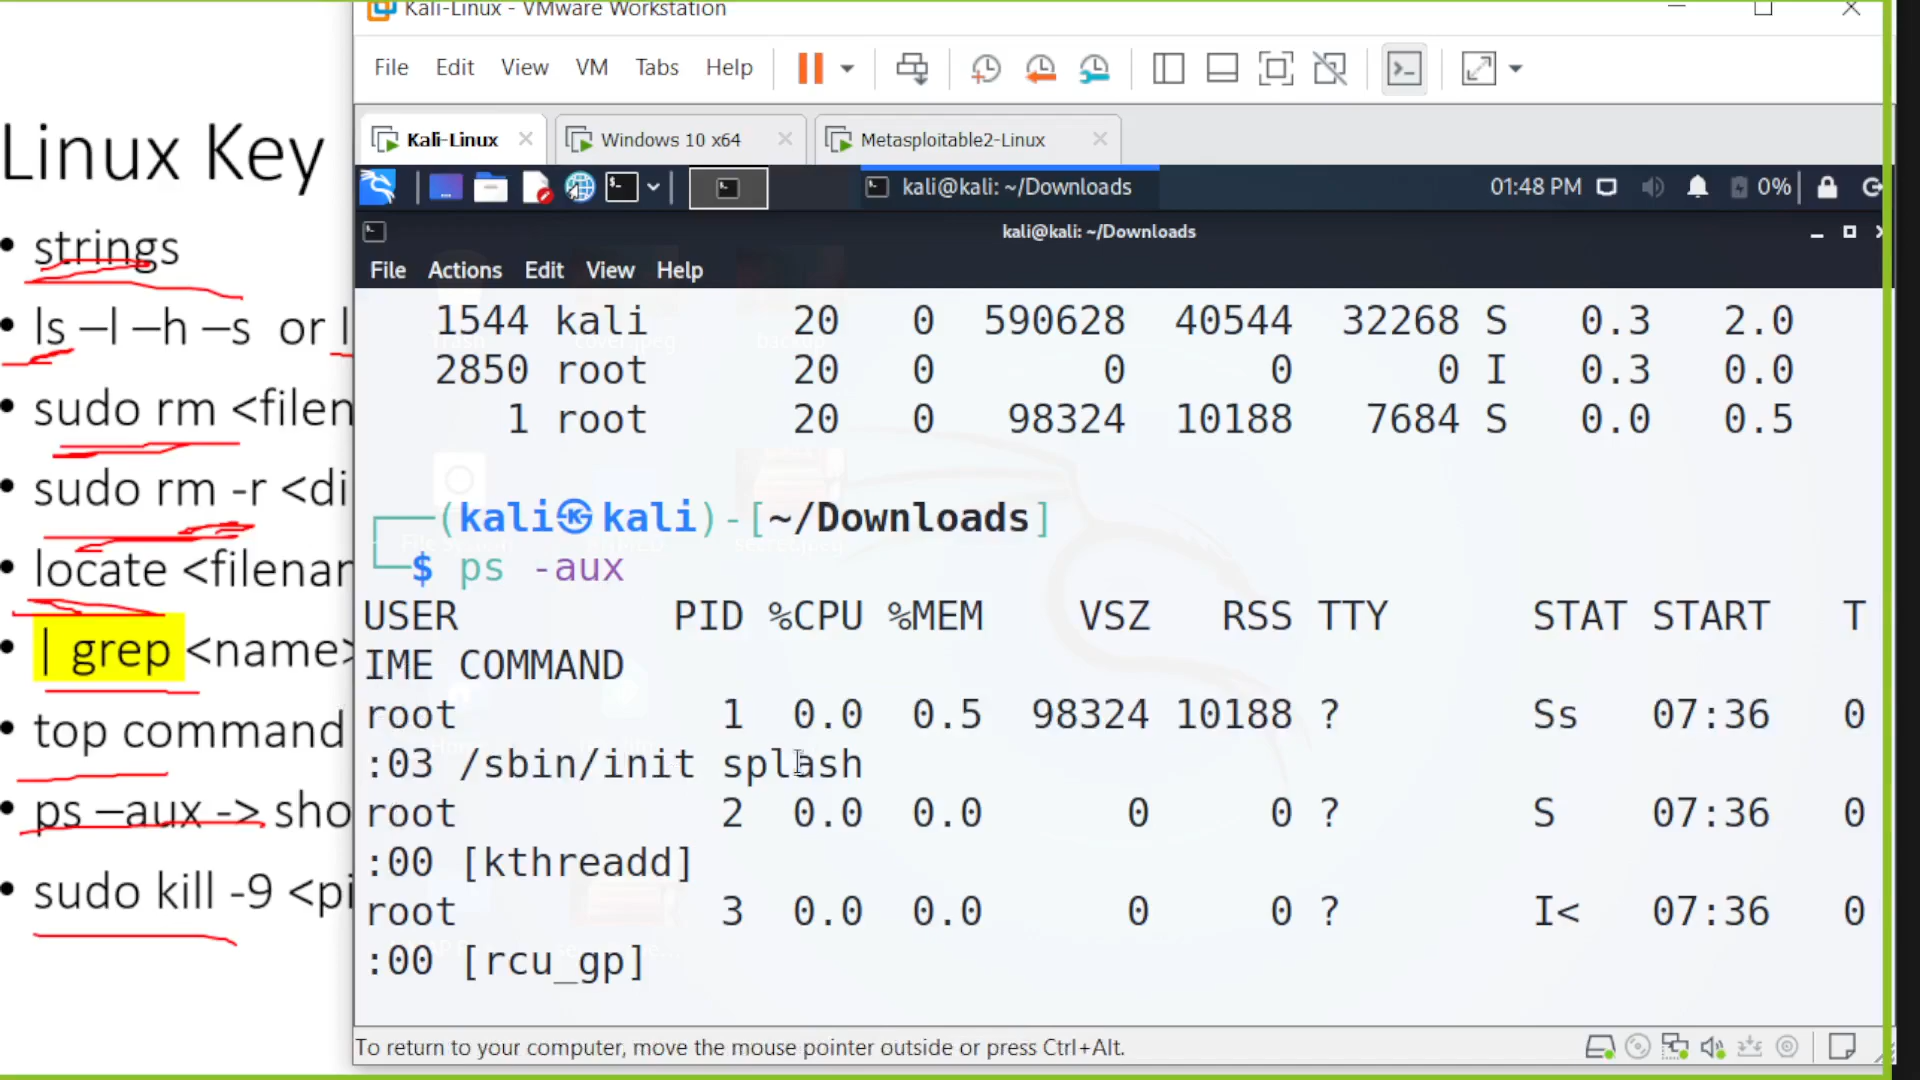 Kali-Linux - VMware Workstation
File Edit View VM Tabs Help
Kali-Linux Windows 10 x64 Metasploitable2-Linux
kali@kali: ~/Downloads 01:48 PM 0%
kali@kali: ~/Downloads
File Actions Edit View Help
1544 kali 20 0 590628 40544 32268 S 0.3 2.0
2850 root 20 0 0 0 0 I 0.3 0.0
1 root 20 0 98324 10188 7684 S 0.0 0.5
(kali㉿kali)-[~/Downloads]
$ ps -aux
USER PID %CPU %MEM VSZ RSS TTY STAT START T
IME COMMAND
root 1 0.0 0.5 98324 10188 ? Ss 07:36 0
:03 /sbin/init splash
root 2 0.0 0.0 0 0 ? S 07:36 0
:00 [kthreadd]
root 3 0.0 0.0 0 0 ? I< 07:36 0
:00 [rcu_gp]
To return to your computer, move the mouse pointer outside or press Ctrl+Alt.
Linux Key
• strings
• ls –l –h –s or l
• sudo rm <filen
• sudo rm -r <di
• locate <filenar
• | grep <name>
• top command
• ps –aux -> sho
• sudo kill -9 <pi